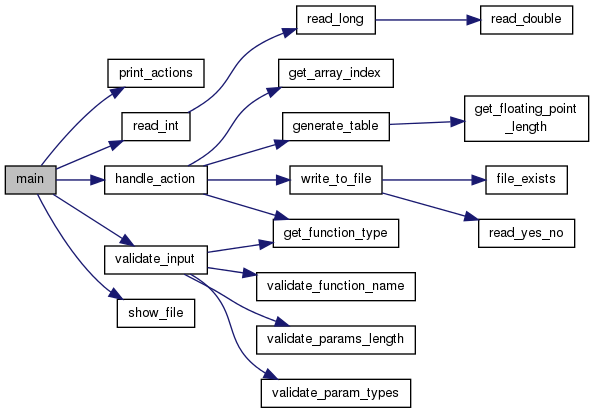 main
print_actions
read_int
handle_action
validate_input
show_file
read_long
get_array_index
generate_table
write_to_file
get_function_type
validate_function_name
validate_params_length
validate_param_types
read_double
get_floating_point
_length
file_exists
read_yes_no